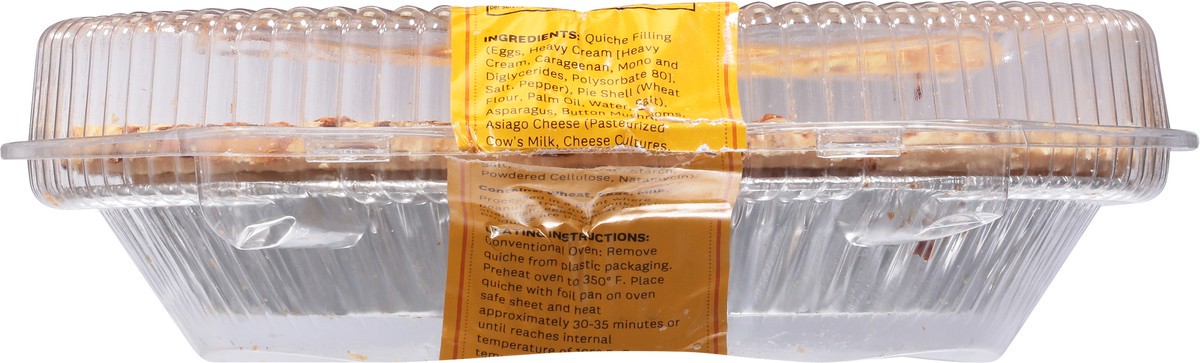 INGREDIENTS: Quiche Filling
(Eggs, Heavy Cream [Heavy
Cream, Carageenan, Mono and
Diglycerides, Polysorbate 80],
Salt, Pepper), Pie Shell (Wheat
Flour, Palm Oil, Water, Salt),
Asparagus, Button Mushrooms,
Asiago Cheese (Pasteurized
Cow's Milk, Cheese Cultures,
Powdered Cellulose, Natamycin).
HEATING INSTRUCTIONS:
Conventional Oven: Remove
quiche from plastic packaging.
Preheat oven to 350° F. Place
quiche with foil pan on oven
safe sheet and heat
approximately 30-35 minutes or
until reaches internal
temperature of